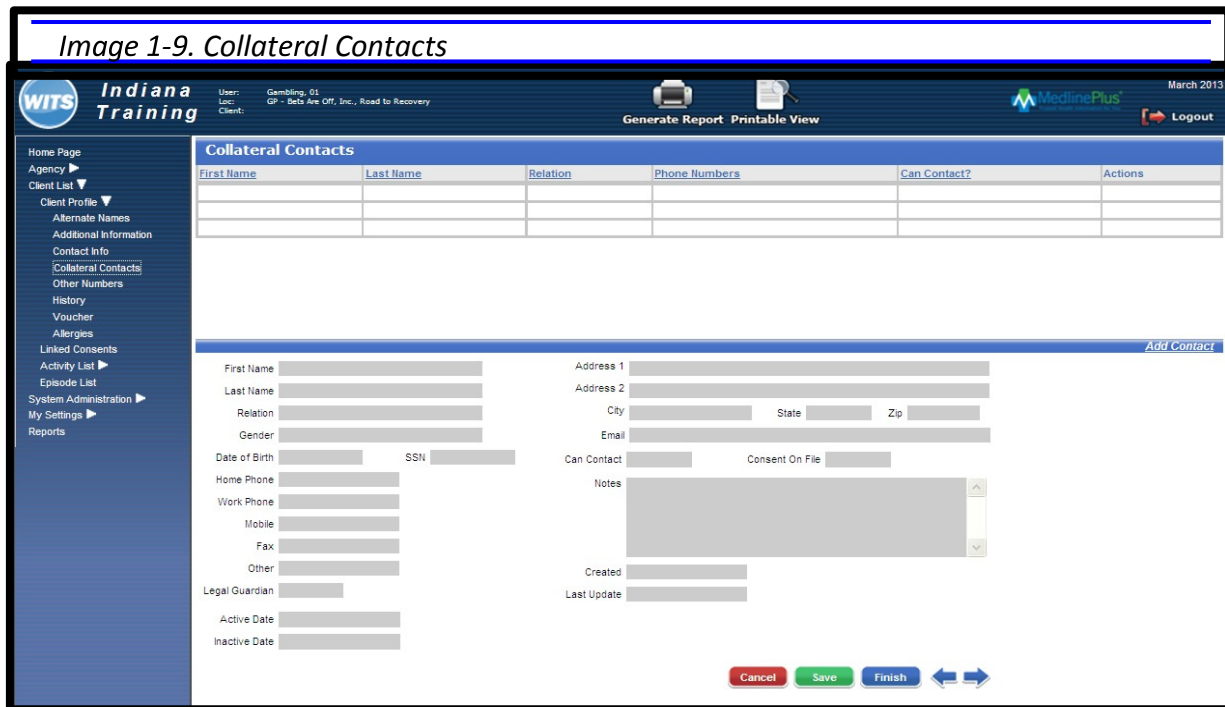 Image 1-9. Collateral Contacts
WITS
Indiana
Training
User: Gambling, 01
Loc: GP - Bets Are Off, Inc., Road to Recovery
Client:
Generate Report Printable View
MedlinePlus
March 2013
Logout
Home Page
Agency
Client List
Client Profile
Alternate Names
Additional Information
Contact Info
Collateral Contacts
Other Numbers
History
Voucher
Allergies
Linked Consents
Activity List
Episode List
System Administration
My Settings
Reports
Collateral Contacts
First Name Last Name Relation Phone Numbers Can Contact? Actions
Add Contact
First Name
Last Name
Relation
Gender
Date of Birth SSN
Home Phone
Work Phone
Mobile
Fax
Other
Legal Guardian
Active Date
Inactive Date
Address 1
Address 2
City State Zip
Email
Can Contact Consent On File
Notes
Created
Last Update
Cancel Save Finish